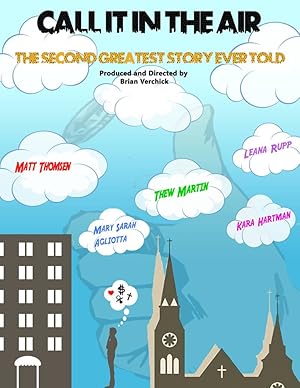 CALL IT IN THE AIR
THE SECOND GREATEST STORY EVER TOLD
Produced and Directed by
Brian Verchick
Leana Rupp
Matt Thomsen
Thew Martin
Mary Sarah
Agliotta
Kara Hartman